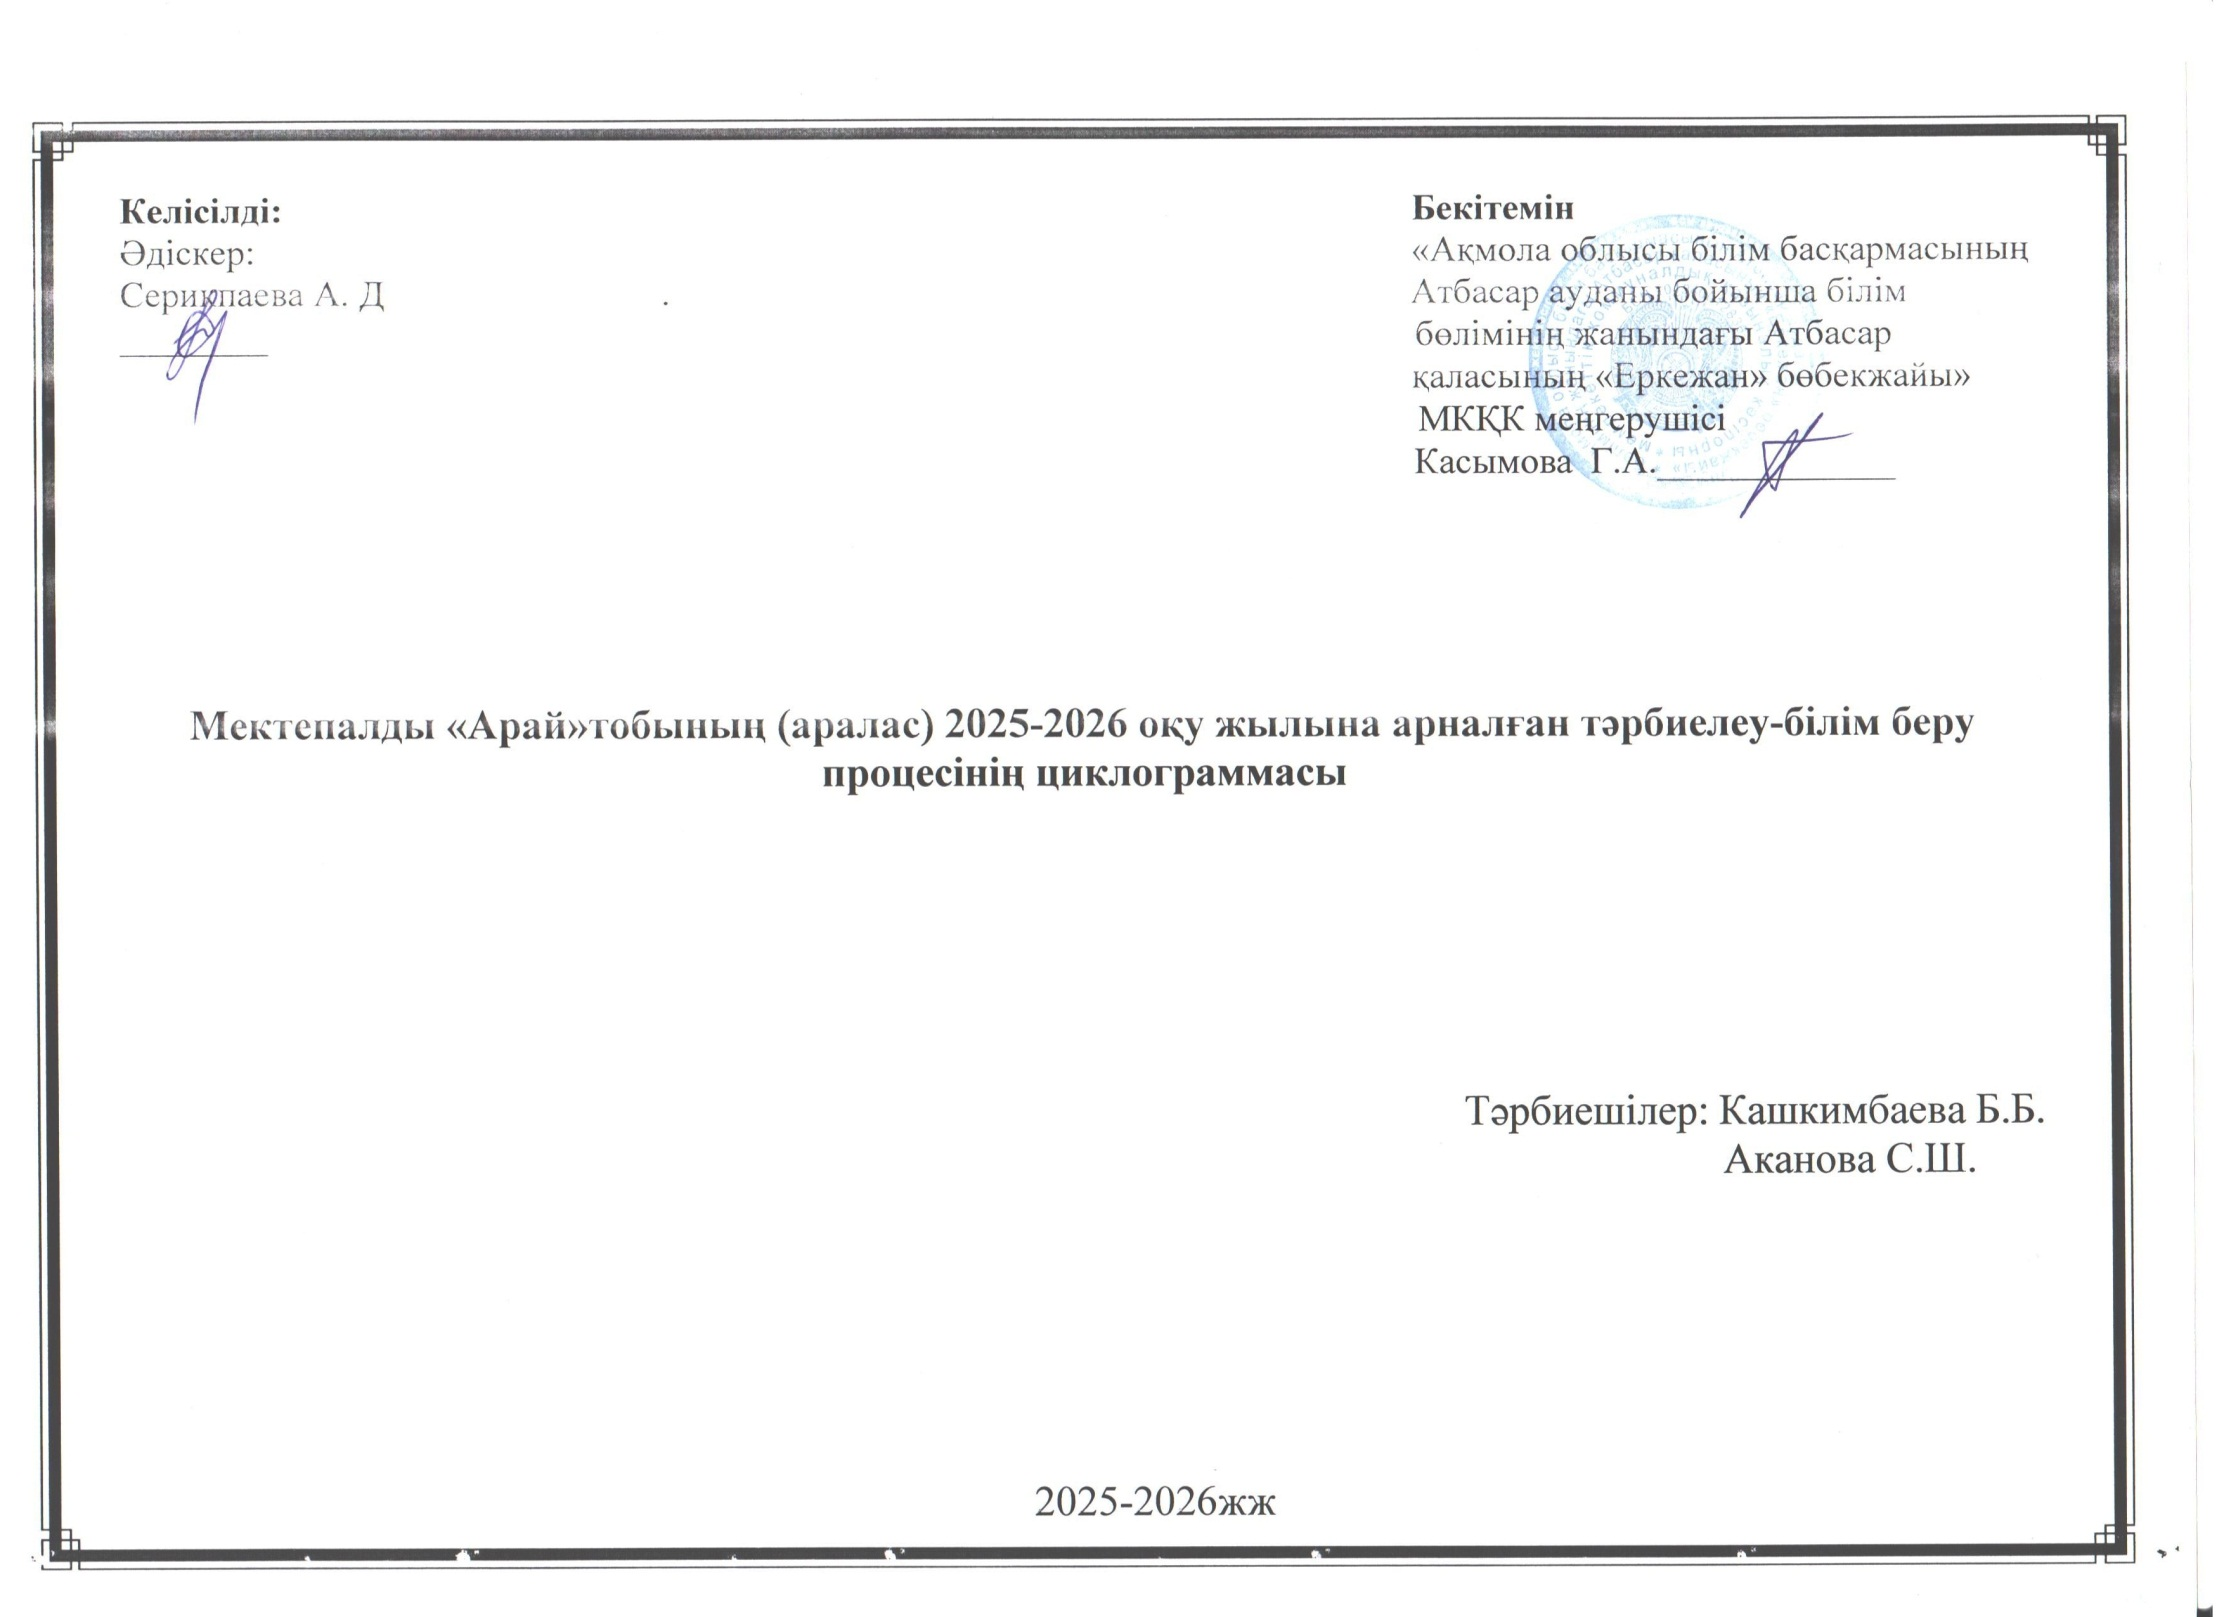 Келісілді:
Әдіскер:
Серикпаева А. Д
Бекітемін
«Ақмола облысы білім басқармасының
Атбасар ауданы бойынша білім
бөлімінің жанындағы Атбасар
қаласының «Еркежан» бөбекжайы»
МКҚК меңгерушісі
Касымова Г.А.
Мектепалды «Арай»тобының (аралас) 2025-2026 оқу жылына арналған тәрбиелеу-білім беру
процесінің циклограммасы
Тәрбиешілер: Кашкимбаева Б.Б.
Аканова С.Ш.
2025-2026жж